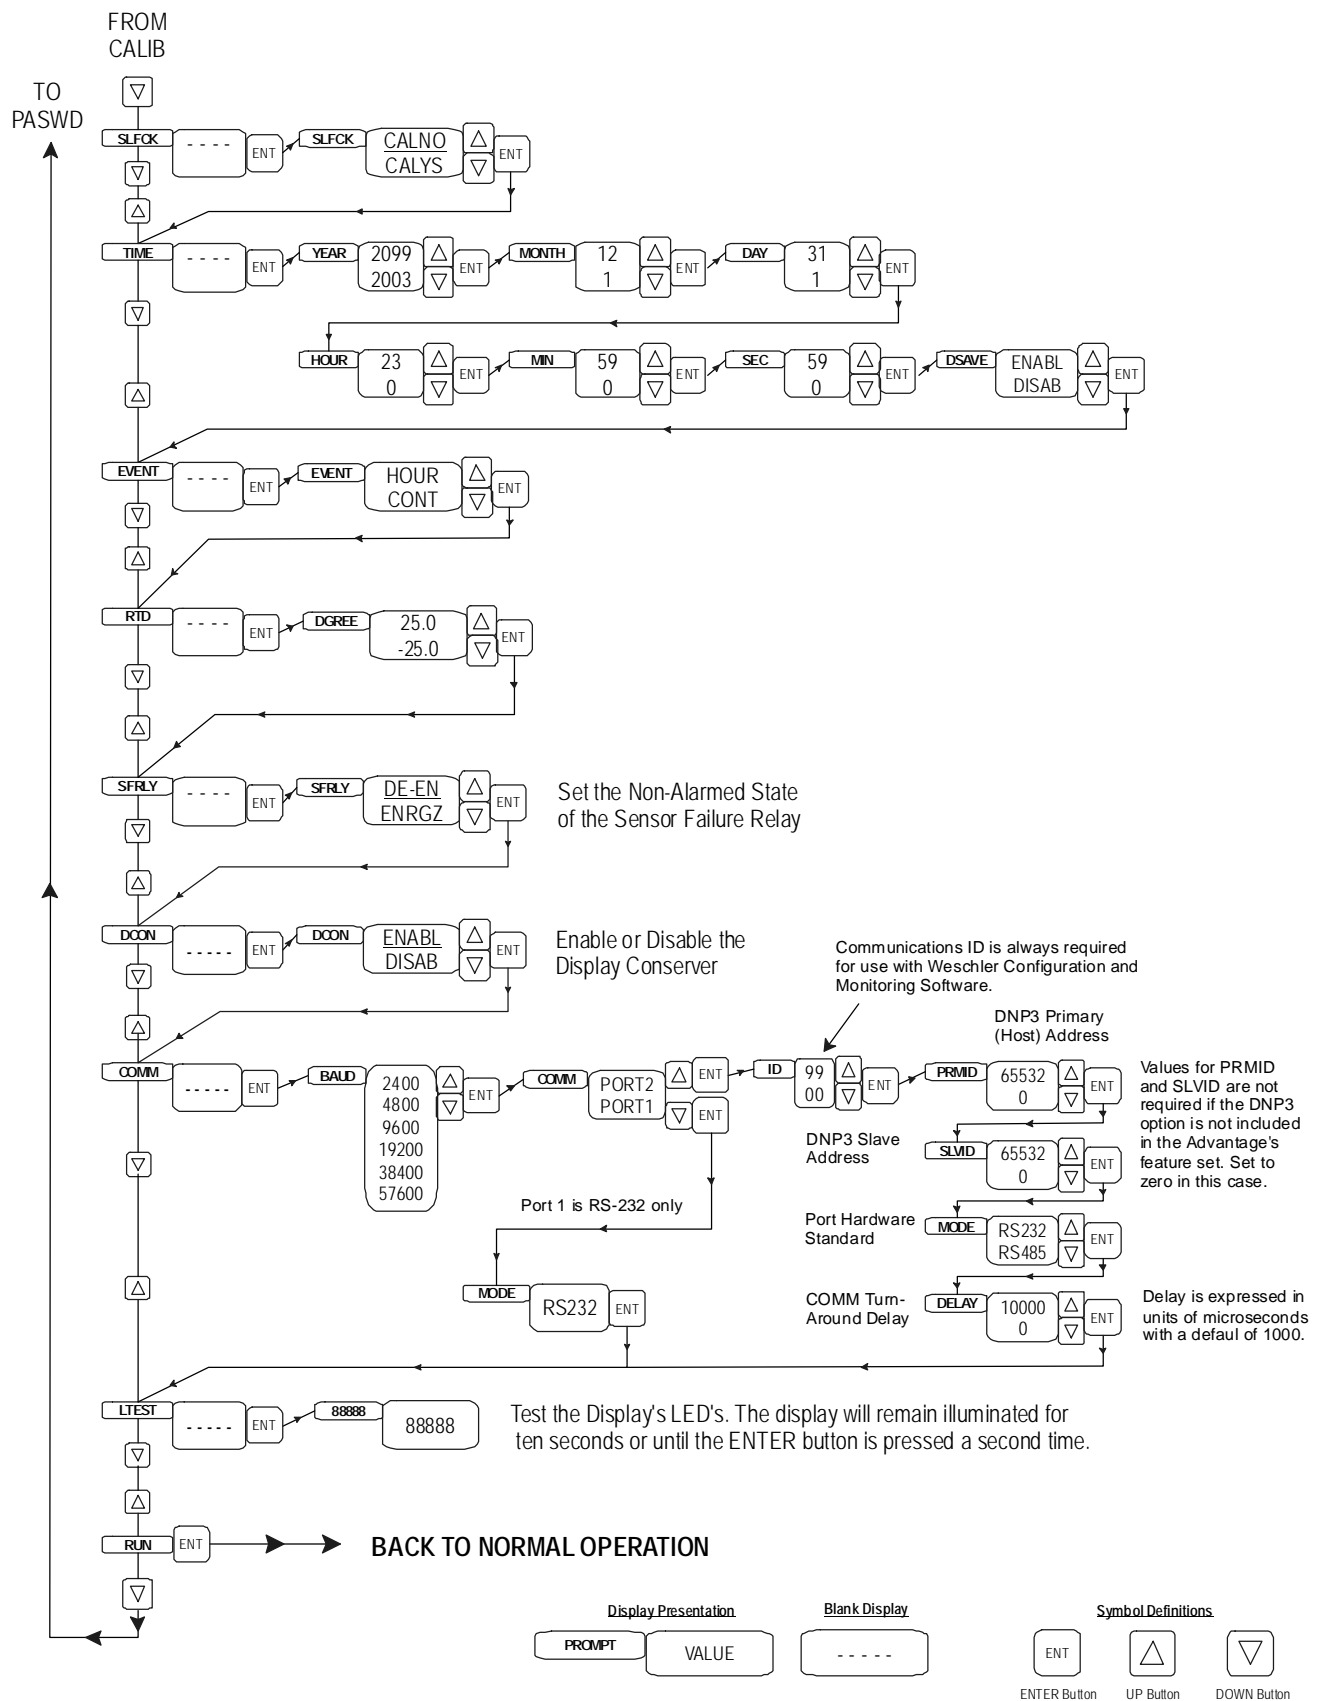 FROM
CALIB
TO
PASWD
SLFCK
- - - -
ENT
SLFCK
CALNO
CALYS
ENT
TIME
- - - -
ENT
YEAR
2099
2003
ENT
MONTH
12
1
ENT
DAY
31
1
ENT
HOUR
23
0
ENT
MIN
59
0
ENT
SEC
59
0
ENT
DSAVE
ENABL
DISAB
ENT
EVENT
- - - -
ENT
EVENT
HOUR
CONT
ENT
RTD
- - - -
ENT
DGREE
25.0
-25.0
ENT
SFRLY
- - - -
ENT
SFRLY
DE-EN
ENRGZ
ENT
Set the Non-Alarmed State
of the Sensor Failure Relay
DCON
- - - - -
ENT
DCON
ENABL
DISAB
ENT
Enable or Disable the
Display Conserver
Communications ID is always required
for use with Weschler Configuration and
Monitoring Software.
DNP3 Primary
(Host) Address
COMM
- - - - -
ENT
BAUD
2400
4800
9600
19200
38400
57600
ENT
COMM
PORT2
PORT1
ENT
ENT
ID
99
00
ENT
PRMID
65532
0
ENT
Values for PRMID
and SLVID are not
required if the DNP3
option is not included
in the Advantage's
feature set. Set to
zero in this case.
DNP3 Slave
Address
SLVID
65532
0
ENT
Port 1 is RS-232 only
Port Hardware
Standard
MODE
RS232
RS485
ENT
MODE
RS232
ENT
COMM Turn-
Around Delay
DELAY
10000
0
ENT
Delay is expressed in
units of microseconds
with a defaul of 1000.
LTEST
- - - - -
ENT
88888
88888
Test the Display's LED's. The display will remain illuminated for
ten seconds or until the ENTER button is pressed a second time.
RUN
ENT
BACK TO NORMAL OPERATION
Display Presentation
PROMPT
VALUE
Blank Display
- - - - -
Symbol Definitions
ENT
ENTER Button
UP Button
DOWN Button